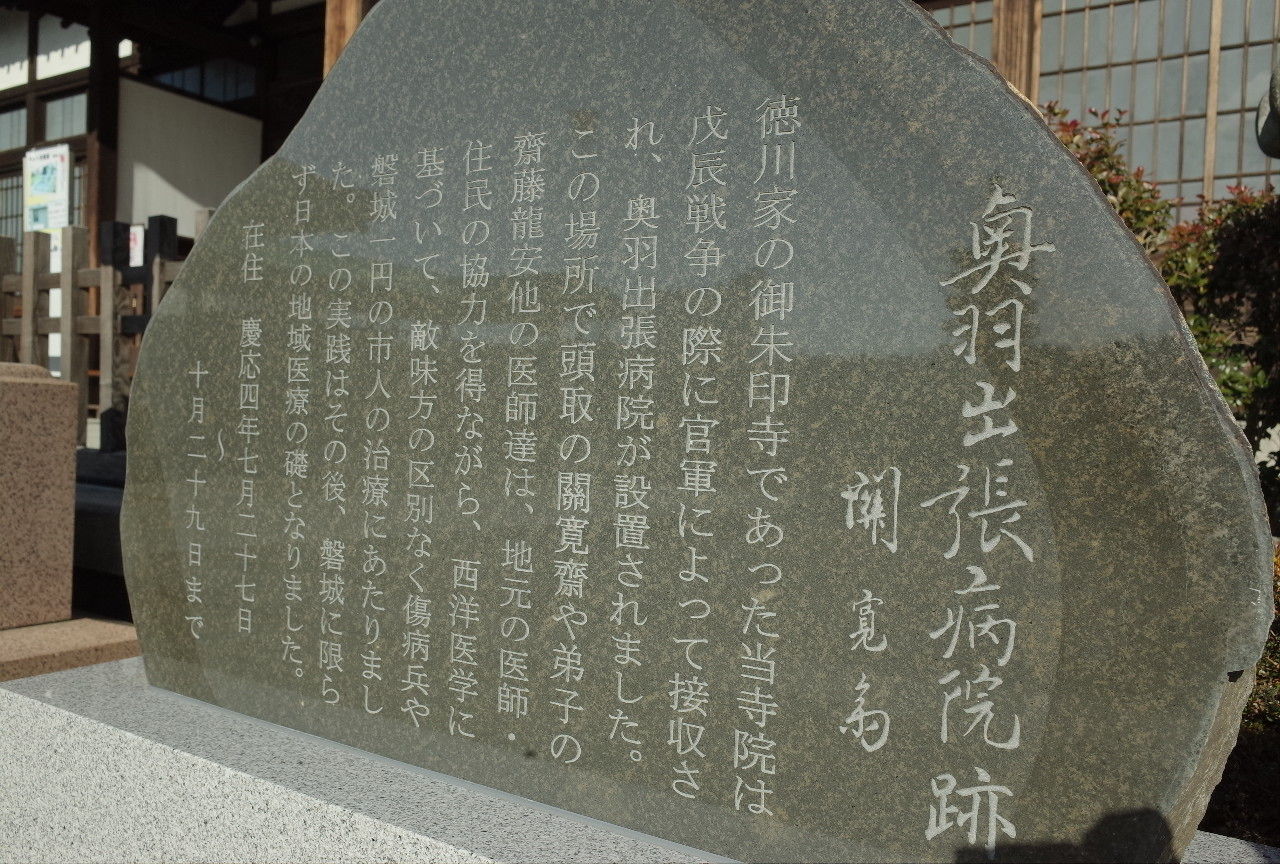 奥羽出張病院跡
關寛斎
徳川家の御朱印寺であった当寺院は
戊辰戦争の際に官軍によって接収さ
れ、奥羽出張病院が設置されました。
この場所で頭取の關寛齋や弟子の
齋藤龍安他の医師達は、地元の医師・
住民の協力を得ながら、西洋医学に
基づいて、敵味方の区別なく傷病兵や
磐城一円の市人の治療にあたりまし
た。この実践はその後、磐城に限ら
ず日本の地域医療の礎となりました。
在住　慶応四年七月二十七日
〜
十月二十九日まで